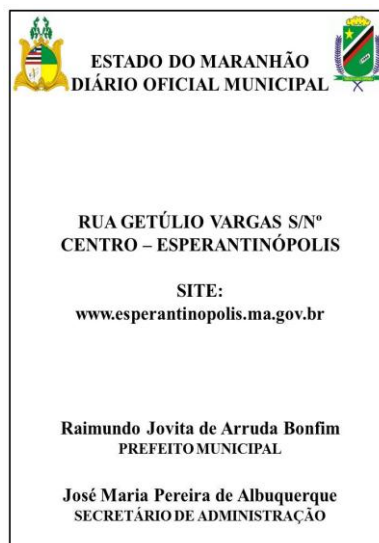 ESTADO DO MARANHÃO
DIÁRIO OFICIAL MUNICIPAL
RUA GETÚLIO VARGAS S/Nº
CENTRO – ESPERANTINÓPOLIS
SITE:
www.esperantinopolis.ma.gov.br
Raimundo Jovita de Arruda Bonfim
PREFEITO MUNICIPAL
José Maria Pereira de Albuquerque
SECRETÁRIO DE ADMINISTRAÇÃO